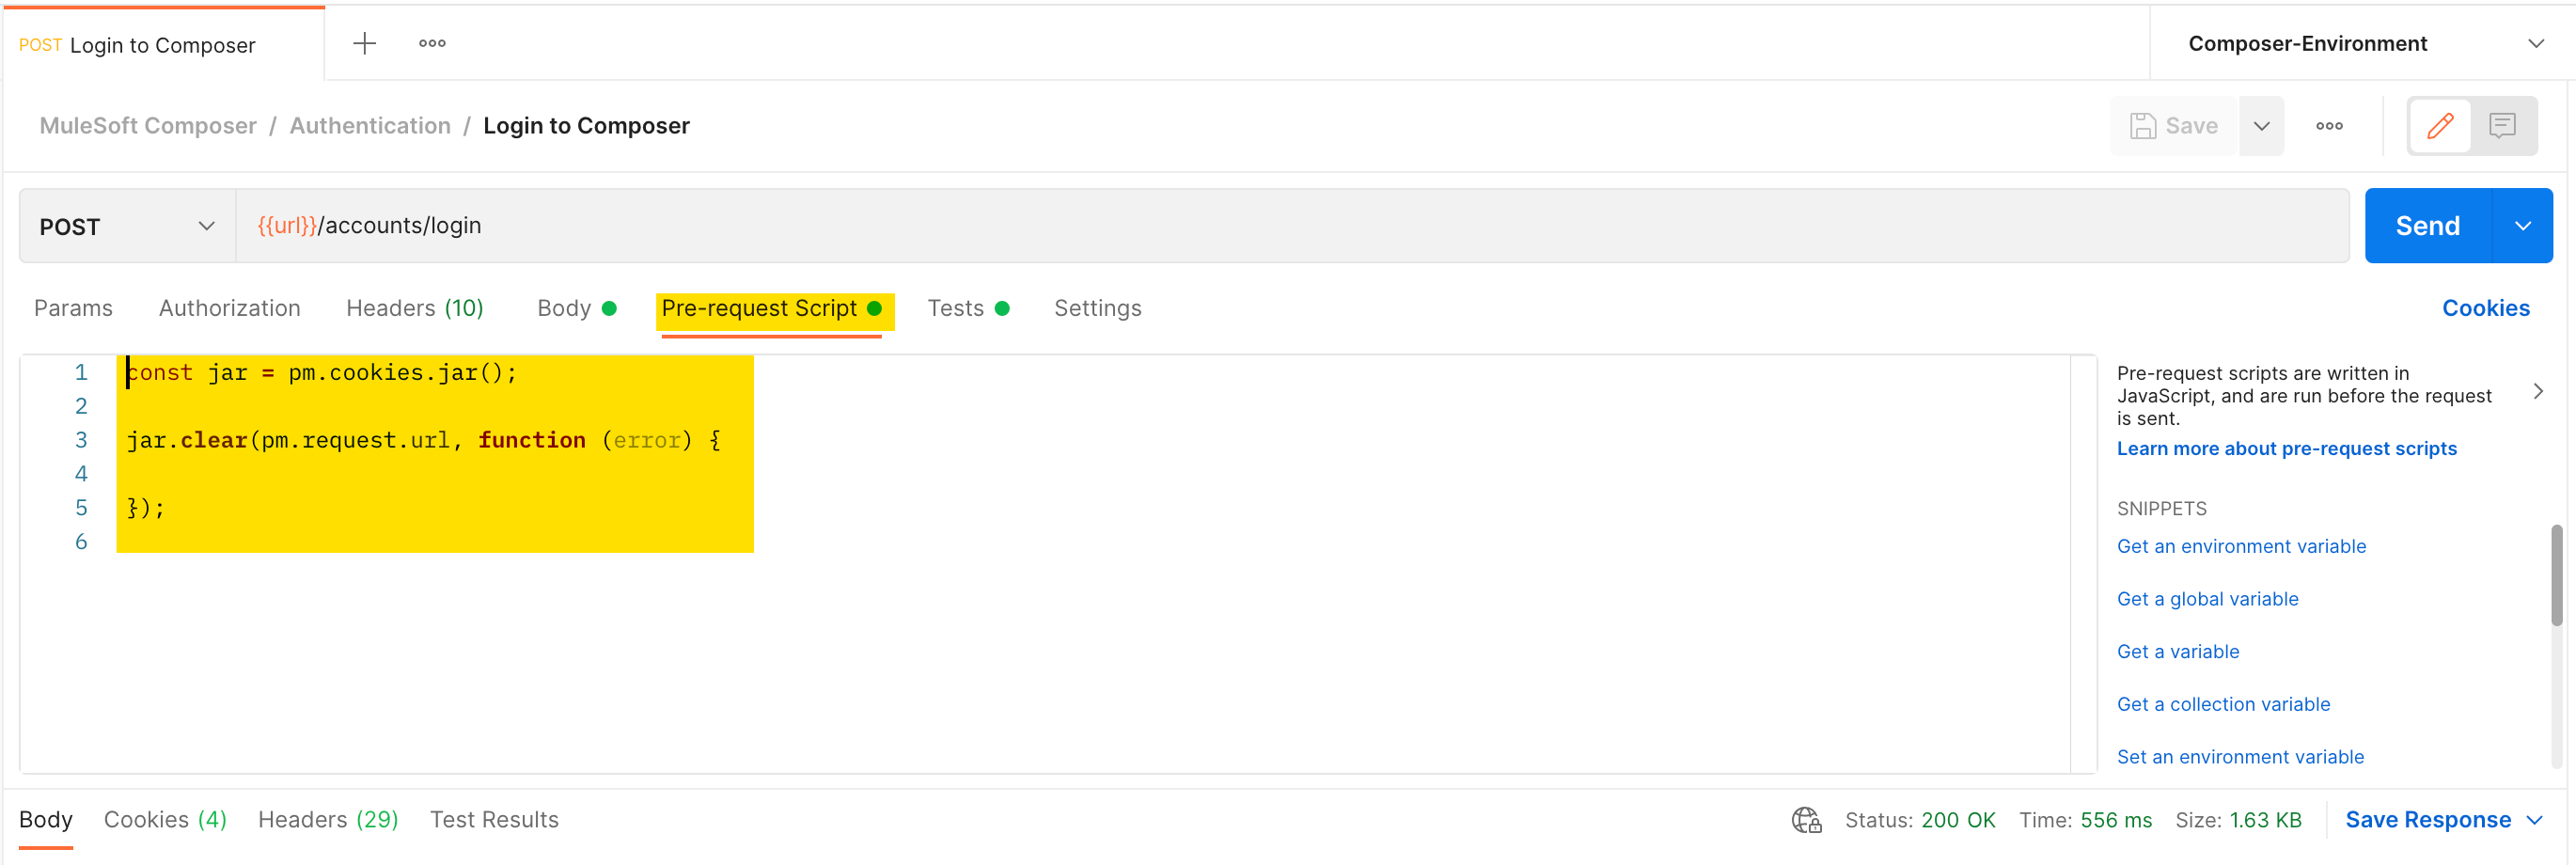 POST Login to Composer
Composer-Environment
MuleSoft Composer / Authentication / Login to Composer
Save
POST
{{url}}/accounts/login
Send
Params Authorization Headers (10) Body Pre-request Script Tests Settings Cookies
1 const jar = pm.cookies.jar();
2
3 jar.clear(pm.request.url, function (error) {
4
5 });
6
Pre-request scripts are written in
JavaScript, and are run before the request
is sent.
Learn more about pre-request scripts
SNIPPETS
Get an environment variable
Get a global variable
Get a variable
Get a collection variable
Set an environment variable
Body Cookies (4) Headers (29) Test Results
Status: 200 OK Time: 556 ms Size: 1.63 KB Save Response